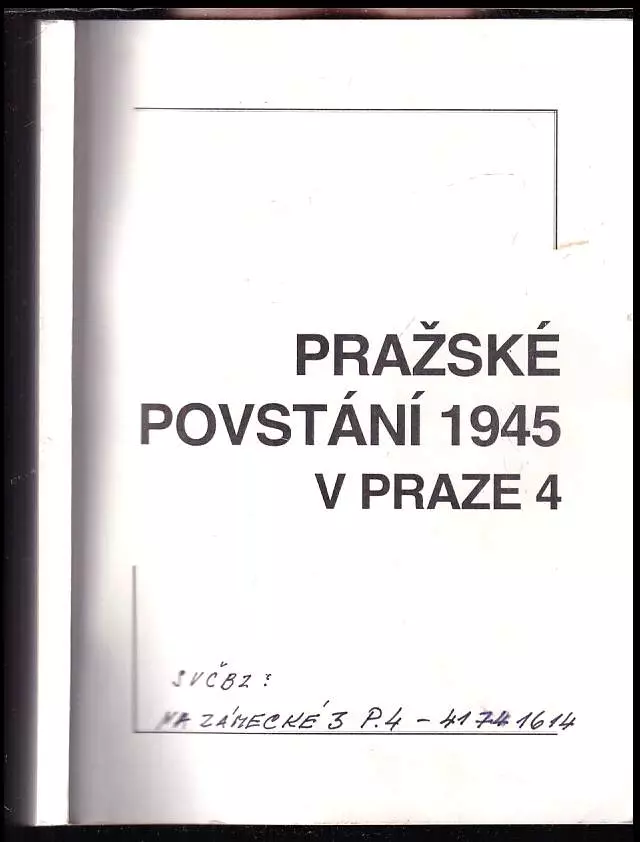 PRAŽSKÉ
POVSTÁNÍ 1945
V PRAZE 4
SVČBZ:
NA ZÁMECKÉ 3 P.4 - 41741614